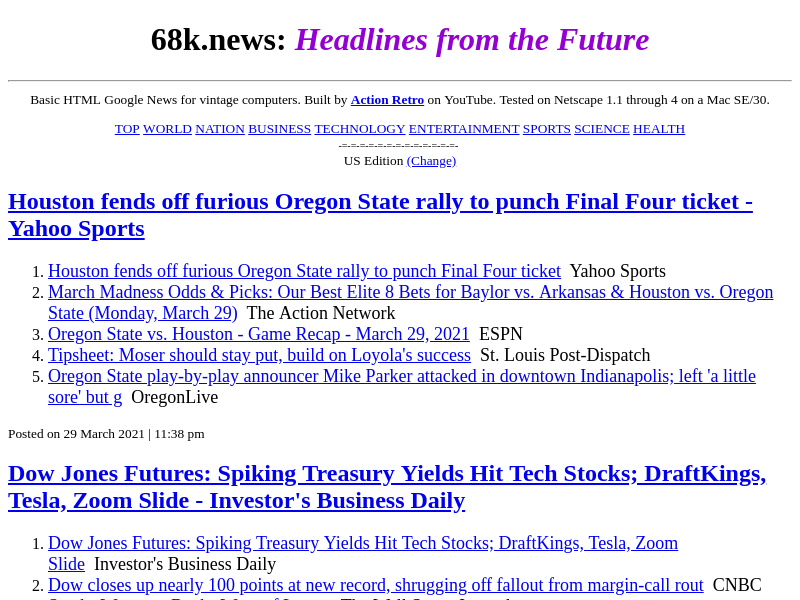 68k.news: Headlines from the Future
Basic HTML Google News for vintage computers. Built by Action Retro on YouTube. Tested on Netscape 1.1 through 4 on a Mac SE/30.
TOP WORLD NATION BUSINESS TECHNOLOGY ENTERTAINMENT SPORTS SCIENCE HEALTH
-=-=-=-=-=-=-=-=-=-=-=-=-=-
US Edition (Change)
Houston fends off furious Oregon State rally to punch Final Four ticket -
Yahoo Sports
1. Houston fends off furious Oregon State rally to punch Final Four ticket Yahoo Sports
2. March Madness Odds & Picks: Our Best Elite 8 Bets for Baylor vs. Arkansas & Houston vs. Oregon
State (Monday, March 29) The Action Network
3. Oregon State vs. Houston - Game Recap - March 29, 2021 ESPN
4. Tipsheet: Moser should stay put, build on Loyola's success St. Louis Post-Dispatch
5. Oregon State play-by-play announcer Mike Parker attacked in downtown Indianapolis; left 'a little
sore' but g OregonLive
Posted on 29 March 2021 | 11:38 pm
Dow Jones Futures: Spiking Treasury Yields Hit Tech Stocks; DraftKings,
Tesla, Zoom Slide - Investor's Business Daily
1. Dow Jones Futures: Spiking Treasury Yields Hit Tech Stocks; DraftKings, Tesla, Zoom
Slide Investor's Business Daily
2. Dow closes up nearly 100 points at new record, shrugging off fallout from margin-call rout CNBC